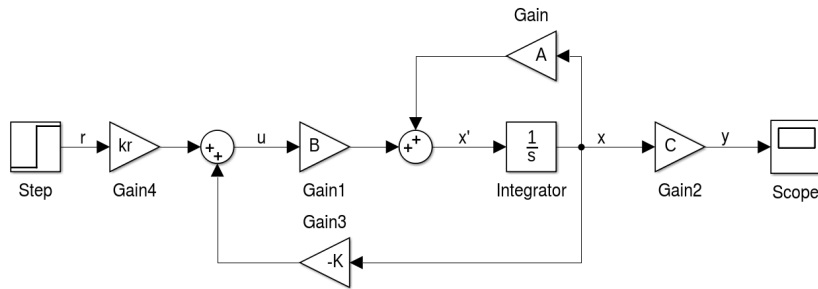 Gain
A
r
kr
+
+
u
B
+
+
x'
1
s
x
C
y
Step
Gain4
Gain1
Integrator
Gain2
Scope
Gain3
-K